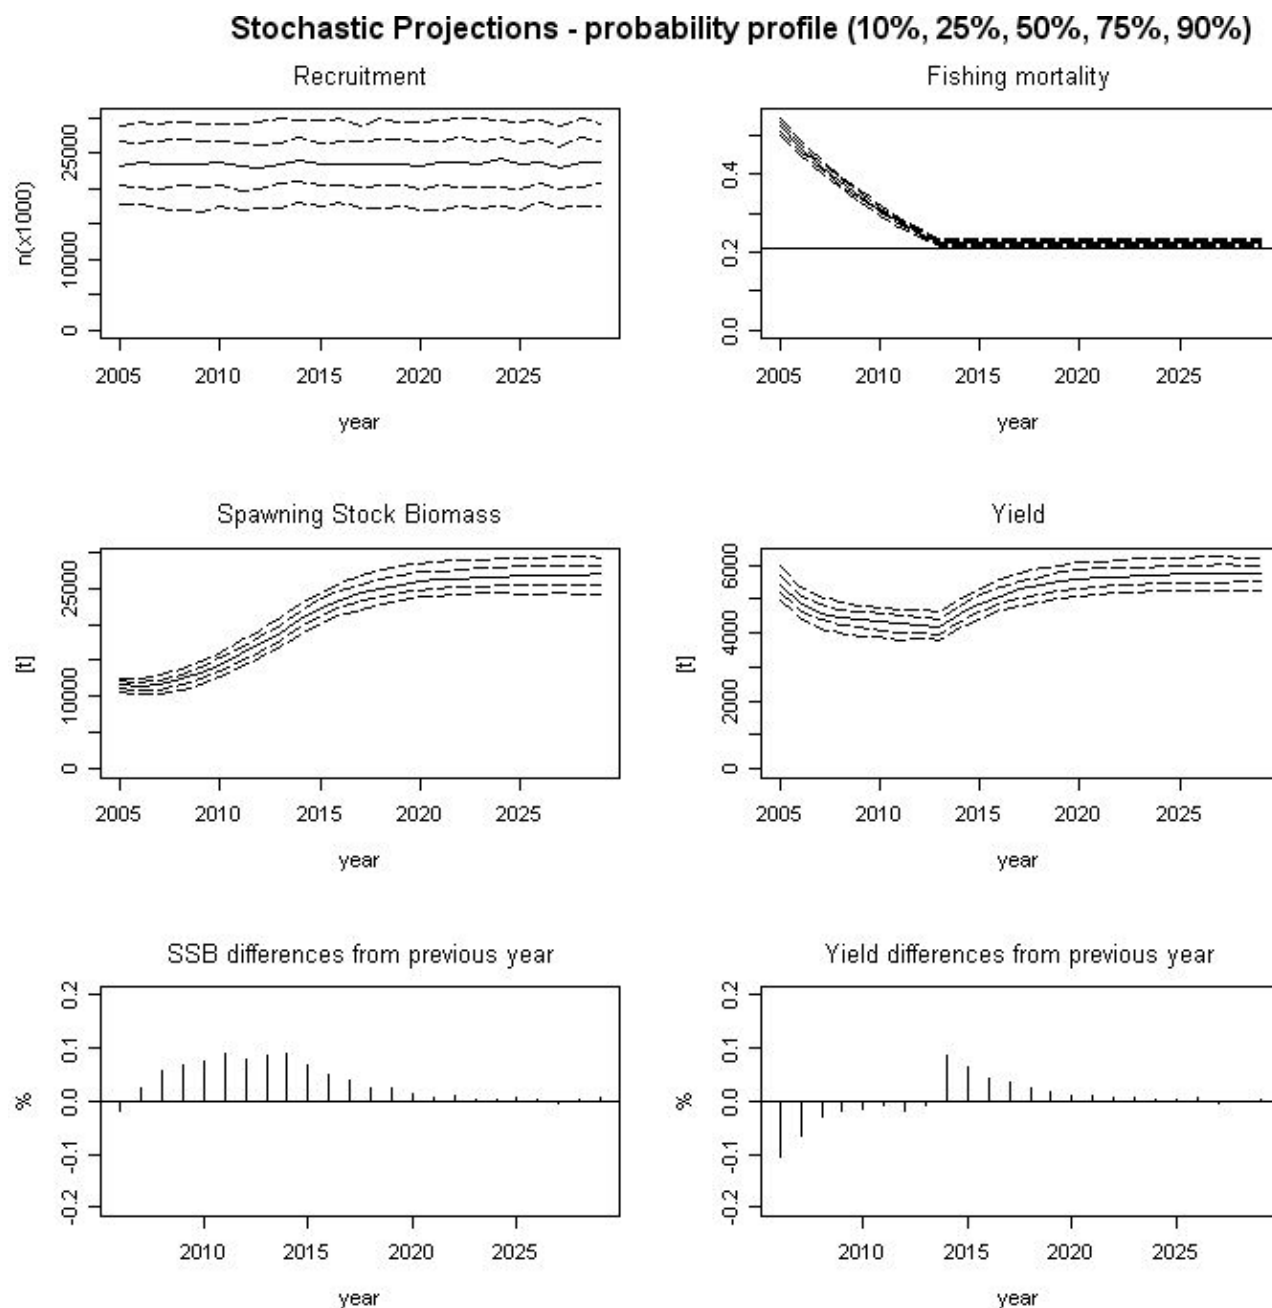 Stochastic Projections - probability profile (10%, 25%, 50%, 75%, 90%)
Recruitment
n(x1000)
0 10000 25000
2005 2010 2015 2020 2025
year
Fishing mortality
0.0 0.2 0.4
2005 2010 2015 2020 2025
year
Spawning Stock Biomass
[t]
0 10000 25000
2005 2010 2015 2020 2025
year
Yield
[t]
0 2000 4000 6000
2005 2010 2015 2020 2025
year
SSB differences from previous year
%
-0.2 -0.1 0.0 0.1 0.2
2010 2015 2020 2025
year
Yield differences from previous year
%
-0.2 -0.1 0.0 0.1 0.2
2010 2015 2020 2025
year